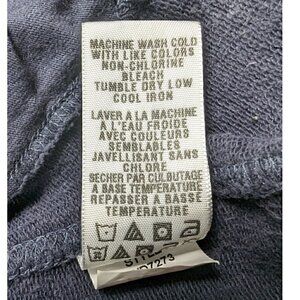 MACHINE WASH COLD
WITH LIKE COLORS
NON-CHLORINE
BLEACH
TUMBLE DRY LOW
COOL IRON
LAVER A LA MACHINE
A L'EAU FROIDE
AVEC COULEURS
SEMBLABLES
JAVELLISANT SANS
CHLORE
SECHER PAR CULBUTAGE
A BASE TEMPERATURE
REPASSER A BASSE
TEMPERATURE